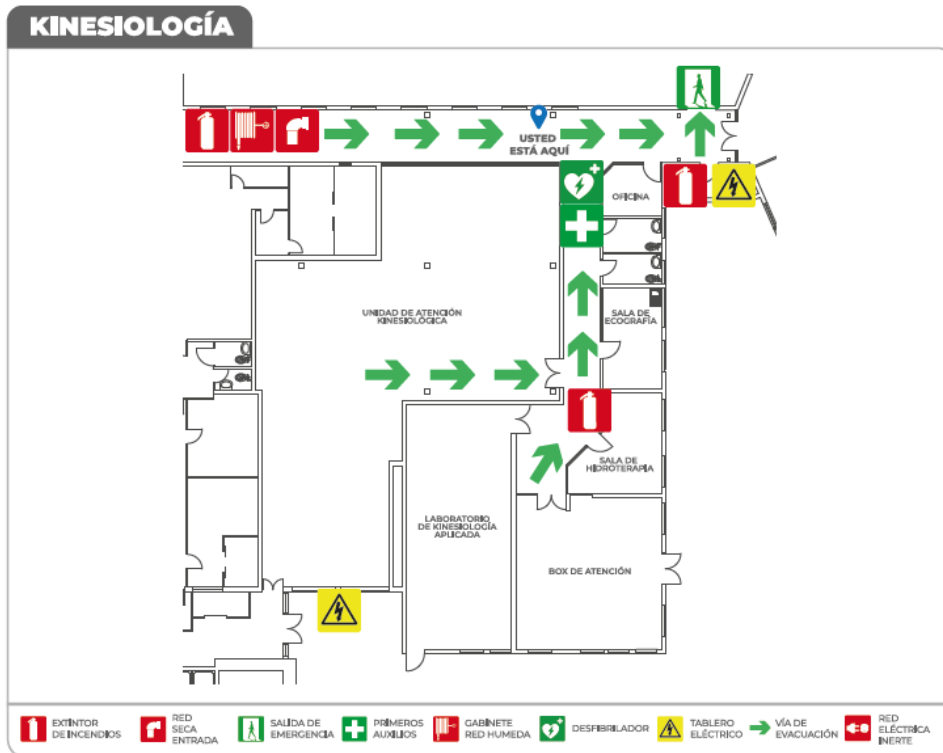 KINESIOLOGÍA
USTED
ESTÁ AQUÍ
OFICINA
UNIDAD DE ATENCIÓN
KINESIOLÓGICA
SALA DE
ECOGRAFÍA
SALA DE
HIDROTERAPIA
LABORATORIO
DE KINESIOLOGÍA
APLICADA
BOX DE ATENCIÓN
EXTINTOR
DE INCENDIOS
RED
SECA
ENTRADA
SALIDA DE
EMERGENCIA
PRIMEROS
AUXILIOS
GABINETE
RED HUMEDA
DESFIBRILADOR
TABLERO
ELÉCTRICO
VÍA DE
EVACUACIÓN
RED
ELÉCTRICA
INERTE